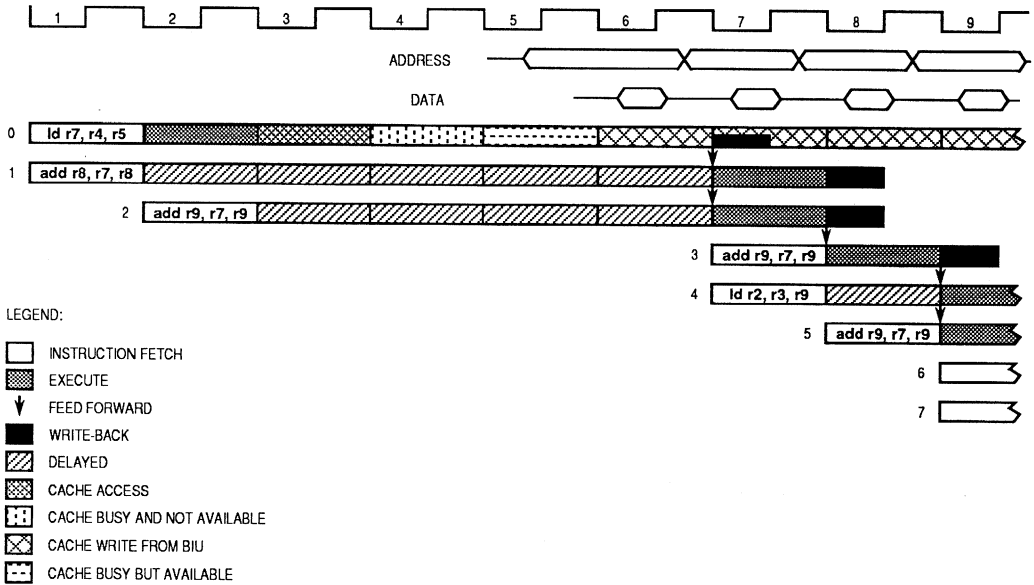 1 2 3 4 5 6 7 8 9
ADDRESS
DATA
0 ld r7, r4, r5
1 add r8, r7, r8
2 add r9, r7, r9
3 add r9, r7, r9
4 ld r2, r3, r9
5 add r9, r7, r9
6
7
LEGEND:
INSTRUCTION FETCH
EXECUTE
FEED FORWARD
WRITE-BACK
DELAYED
CACHE ACCESS
CACHE BUSY AND NOT AVAILABLE
CACHE WRITE FROM BIU
CACHE BUSY BUT AVAILABLE